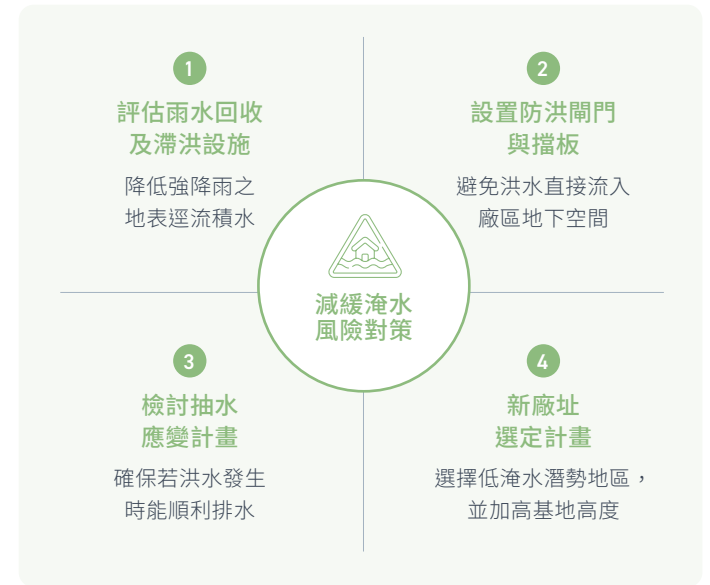 1
評估雨水回收
及滯洪設施
降低強降雨之
地表逕流積水
2
設置防洪閘門
與擋板
避免洪水直接流入
廠區地下空間
減緩淹水
風險對策
3
檢討抽水
應變計畫
確保若洪水發生
時能順利排水
4
新廠址
選定計畫
選擇低淹水潛勢地區，
並加高基地高度